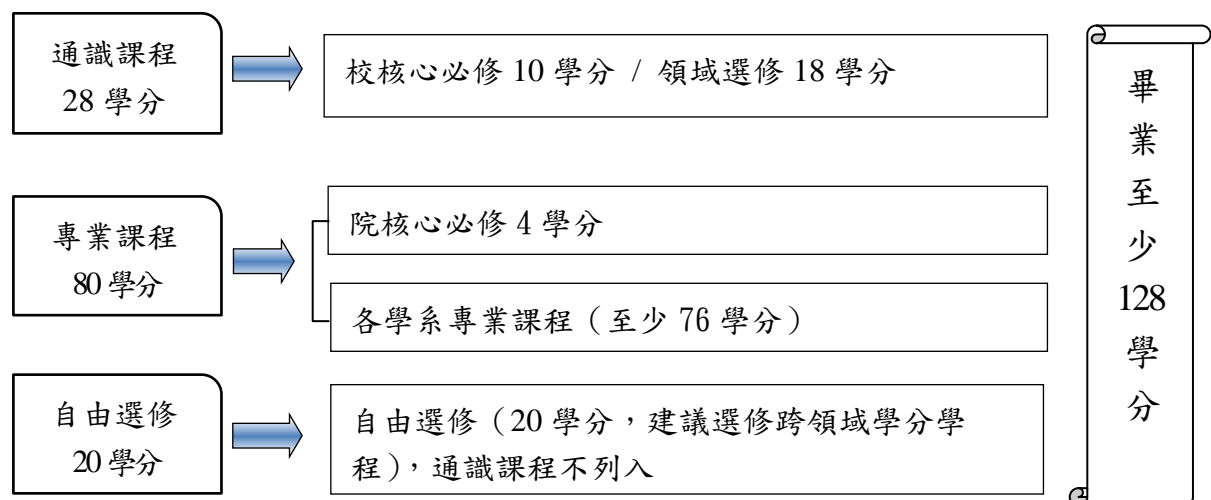 通識課程
28 學分
校核心必修 10 學分 / 領域選修 18 學分
專業課程
80 學分
院核心必修 4 學分
各學系專業課程（至少 76 學分）
自由選修
20 學分
自由選修（20 學分，建議選修跨領域學分學
程），通識課程不列入
畢
業
至
少
128
學
分